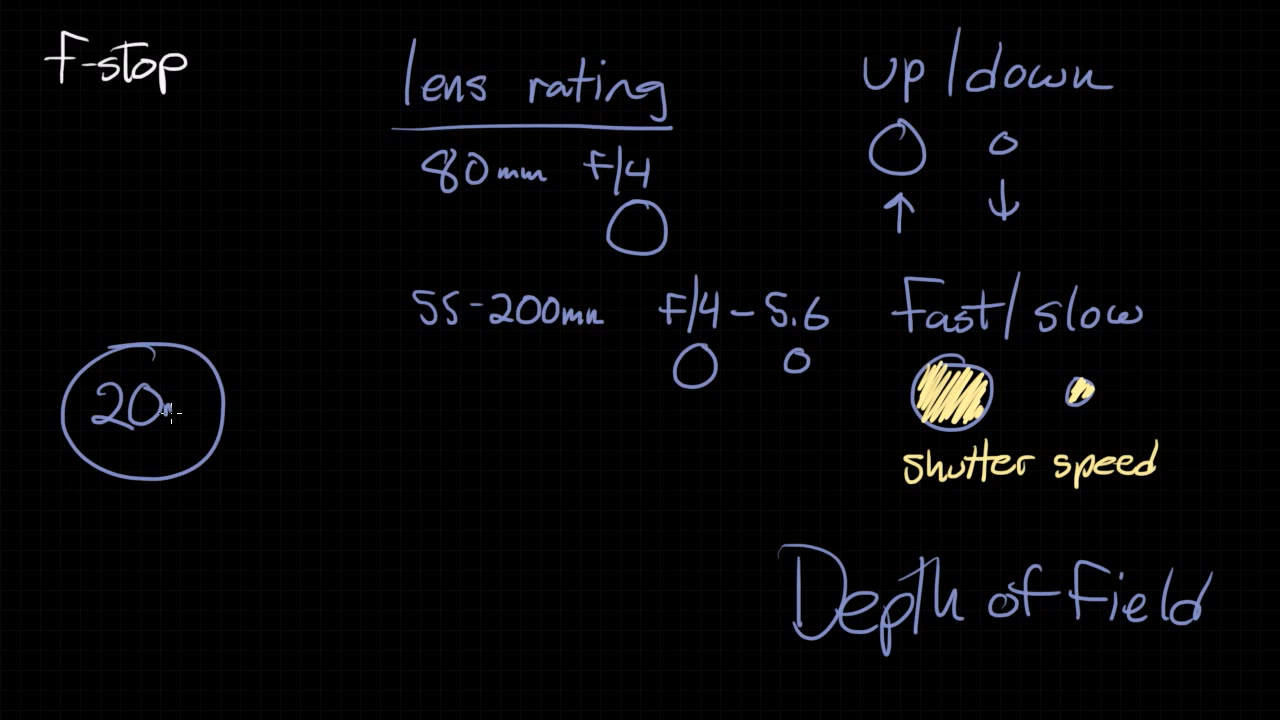 f-stop
lens rating
80mm f/4
55-200mm f/4-5.6
20m
up/down
fast/slow
shutter speed
Depth of field